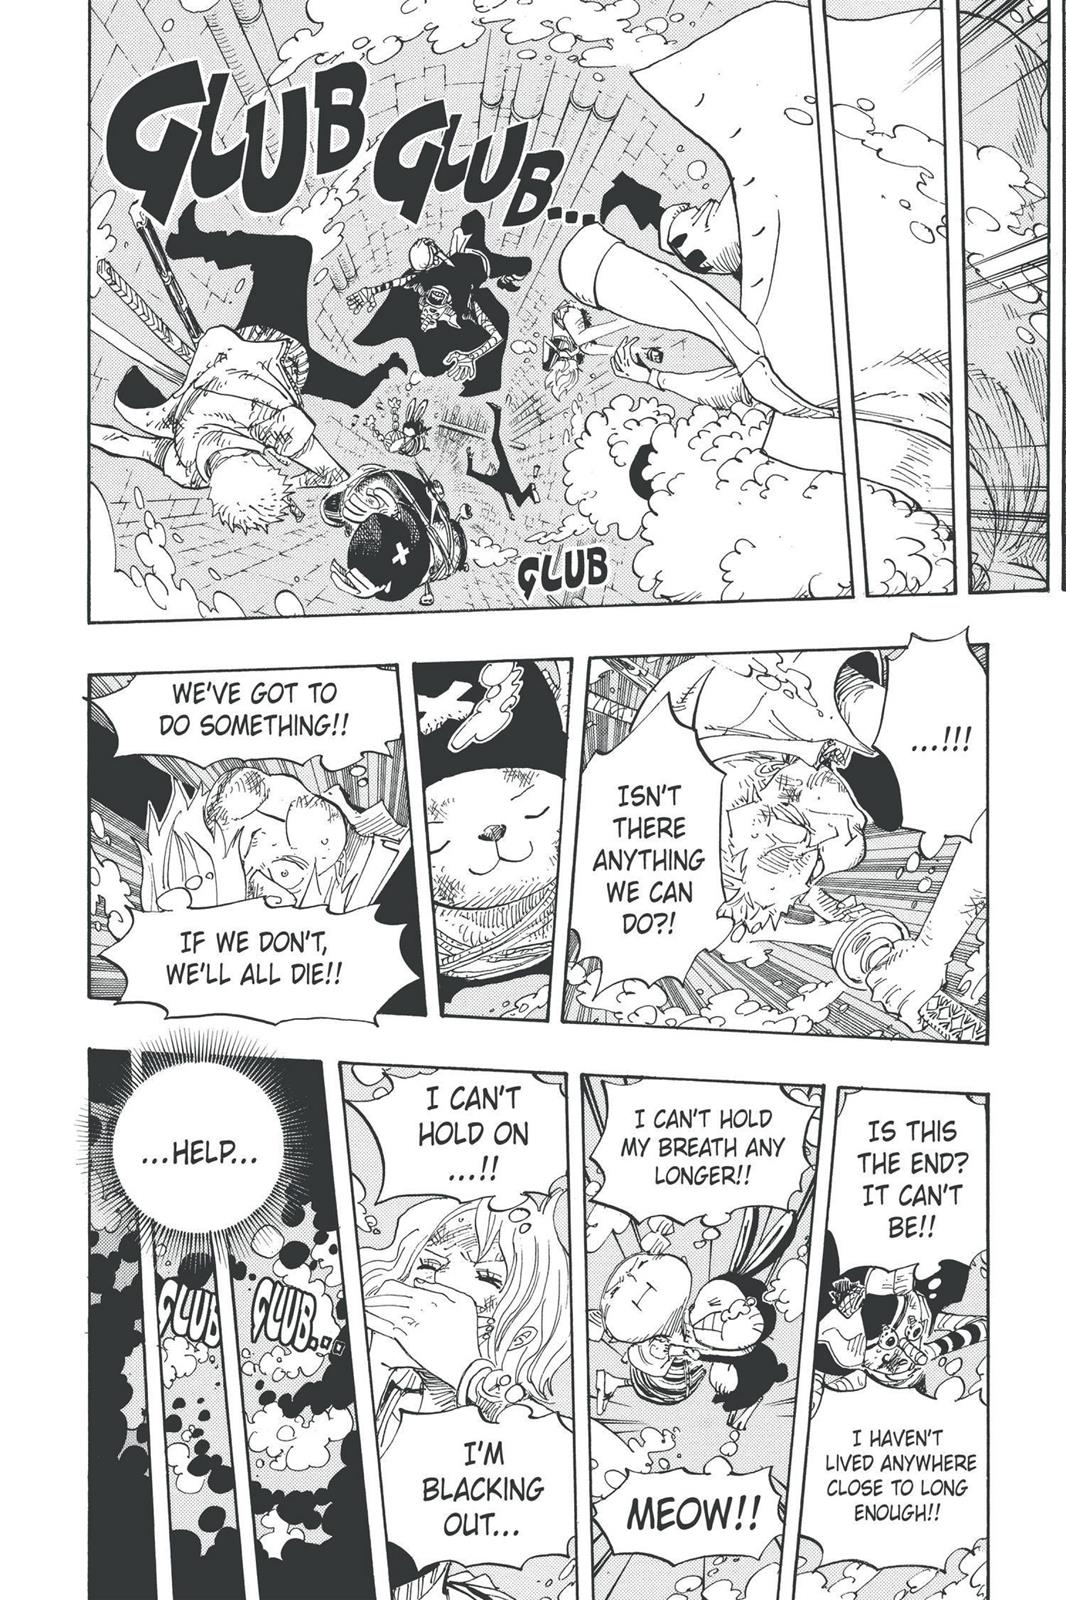 GLUB GLUB...
GLUB
...!!!
ISN'T
THERE
ANYTHING
WE CAN
DO?!
WE'VE GOT TO
DO SOMETHING!!
IF WE DON'T,
WE'LL ALL DIE!!
IS THIS
THE END?
IT CAN'T
BE!!
I HAVEN'T
LIVED ANYWHERE
CLOSE TO LONG
ENOUGH!!
I CAN'T HOLD
MY BREATH ANY
LONGER!!
MEOW!!
I CAN'T
HOLD ON
...!!
I'M
BLACKING
OUT...
...HELP...
GLUB...
GLUB